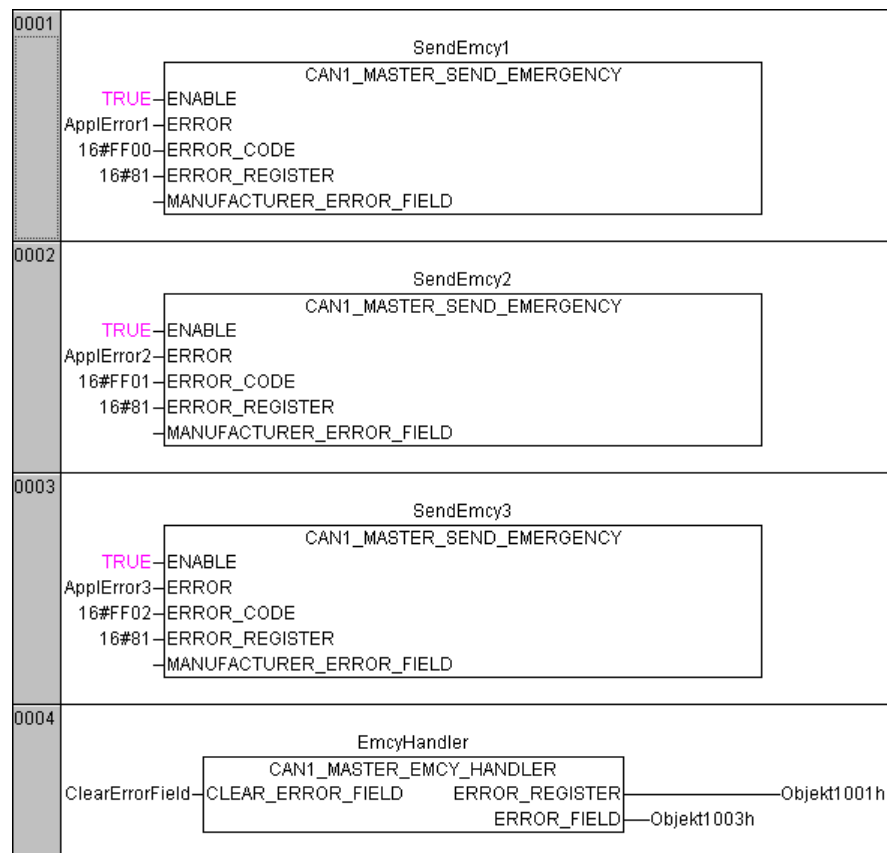 0001
SendEmcy1
CAN1_MASTER_SEND_EMERGENCY
TRUE ENABLE
ApplError1 ERROR
16#FF00 ERROR_CODE
16#81 ERROR_REGISTER
MANUFACTURER_ERROR_FIELD
0002
SendEmcy2
CAN1_MASTER_SEND_EMERGENCY
TRUE ENABLE
ApplError2 ERROR
16#FF01 ERROR_CODE
16#81 ERROR_REGISTER
MANUFACTURER_ERROR_FIELD
0003
SendEmcy3
CAN1_MASTER_SEND_EMERGENCY
TRUE ENABLE
ApplError3 ERROR
16#FF02 ERROR_CODE
16#81 ERROR_REGISTER
MANUFACTURER_ERROR_FIELD
0004
EmcyHandler
CAN1_MASTER_EMCY_HANDLER
ClearErrorField CLEAR_ERROR_FIELD ERROR_REGISTER Objekt1001h
ERROR_FIELD Objekt1003h